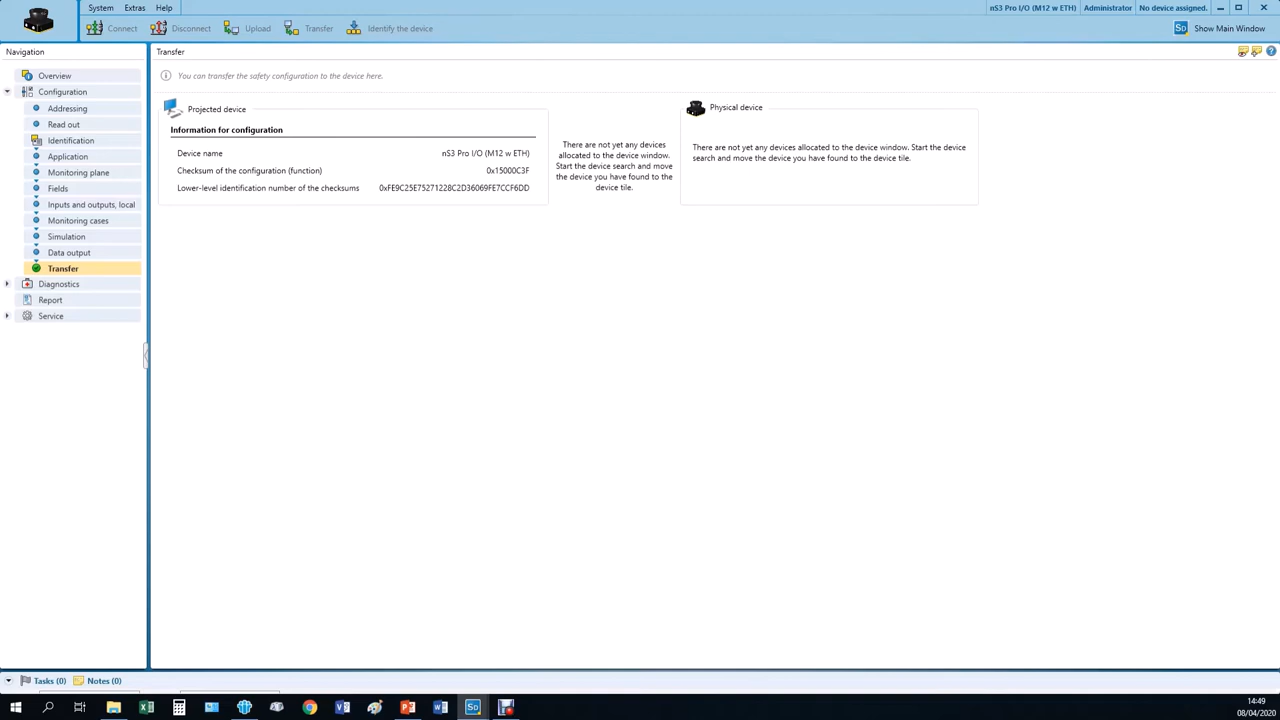 System Extras Help
nS3 Pro I/O (M12 w ETH) Administrator No device assigned.
Connect Disconnect Upload Transfer Identify the device
So Show Main Window
Navigation
Overview
Configuration
Addressing
Read out
Identification
Application
Monitoring plane
Fields
Inputs and outputs, local
Monitoring cases
Simulation
Data output
Transfer
Diagnostics
Report
Service
Transfer
You can transfer the safety configuration to the device here.
Projected device
Information for configuration
Device name nS3 Pro I/O (M12 w ETH)
Checksum of the configuration (function) 0x15000C3F
Lower-level identification number of the checksums 0xFE9C25E75271228C2D36069FE7CCF6DD
There are not yet any devices
allocated to the device window.
Start the device search and move
the device you have found to the
device tile.
Physical device
There are not yet any devices allocated to the device window. Start the device
search and move the device you have found to the device tile.
Tasks (0) Notes (0)
So
14:49
08/04/2020